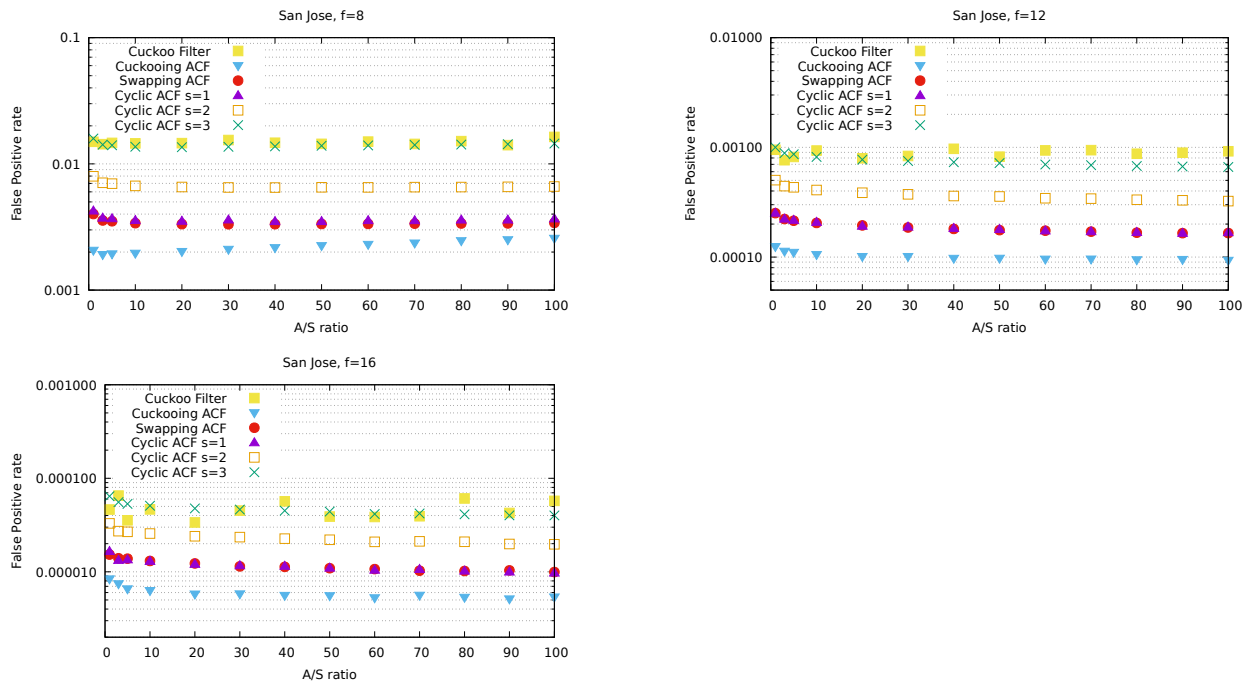 San Jose, f=8
0.1
0.01
0.001
False Positive rate
Cuckoo Filter
Cuckooing ACF
Swapping ACF
Cyclic ACF s=1
Cyclic ACF s=2
Cyclic ACF s=3
0 10 20 30 40 50 60 70 80 90 100
A/S ratio
San Jose, f=12
0.01000
0.00100
0.00010
False Positive rate
Cuckoo Filter
Cuckooing ACF
Swapping ACF
Cyclic ACF s=1
Cyclic ACF s=2
Cyclic ACF s=3
0 10 20 30 40 50 60 70 80 90 100
A/S ratio
San Jose, f=16
0.001000
0.000100
0.000010
False Positive rate
Cuckoo Filter
Cuckooing ACF
Swapping ACF
Cyclic ACF s=1
Cyclic ACF s=2
Cyclic ACF s=3
0 10 20 30 40 50 60 70 80 90 100
A/S ratio